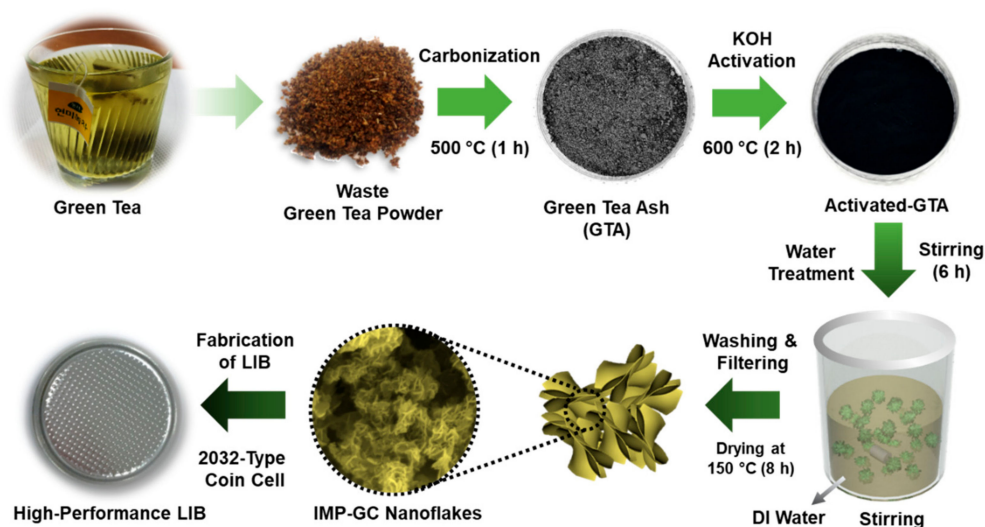 Green Tea
Waste
Green Tea Powder
Carbonization
500 °C (1 h)
Green Tea Ash
(GTA)
KOH
Activation
600 °C (2 h)
Activated-GTA
Water
Treatment
Stirring
(6 h)
DI Water
Stirring
Washing &
Filtering
Drying at
150 °C (8 h)
IMP-GC Nanoflakes
Fabrication
of LIB
2032-Type
Coin Cell
High-Performance LIB